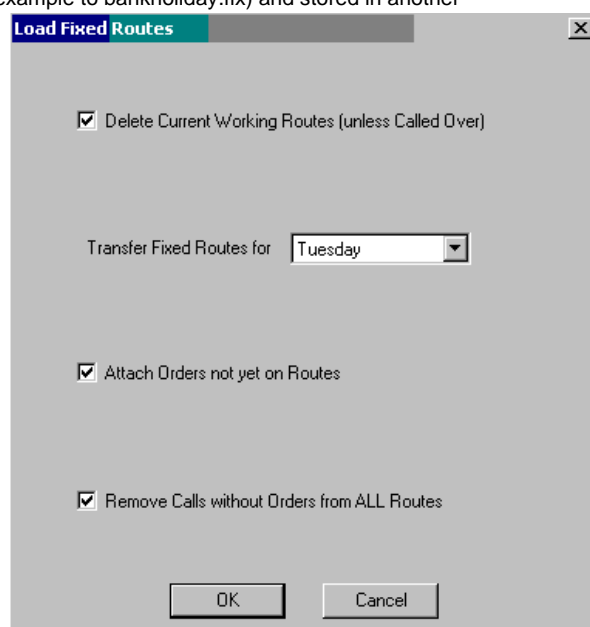 example to bankholiday.fix) and stored in another
Load Fixed Routes
Delete Current Working Routes (unless Called Over)
Transfer Fixed Routes for Tuesday
Attach Orders not yet on Routes
Remove Calls without Orders from ALL Routes
OK Cancel